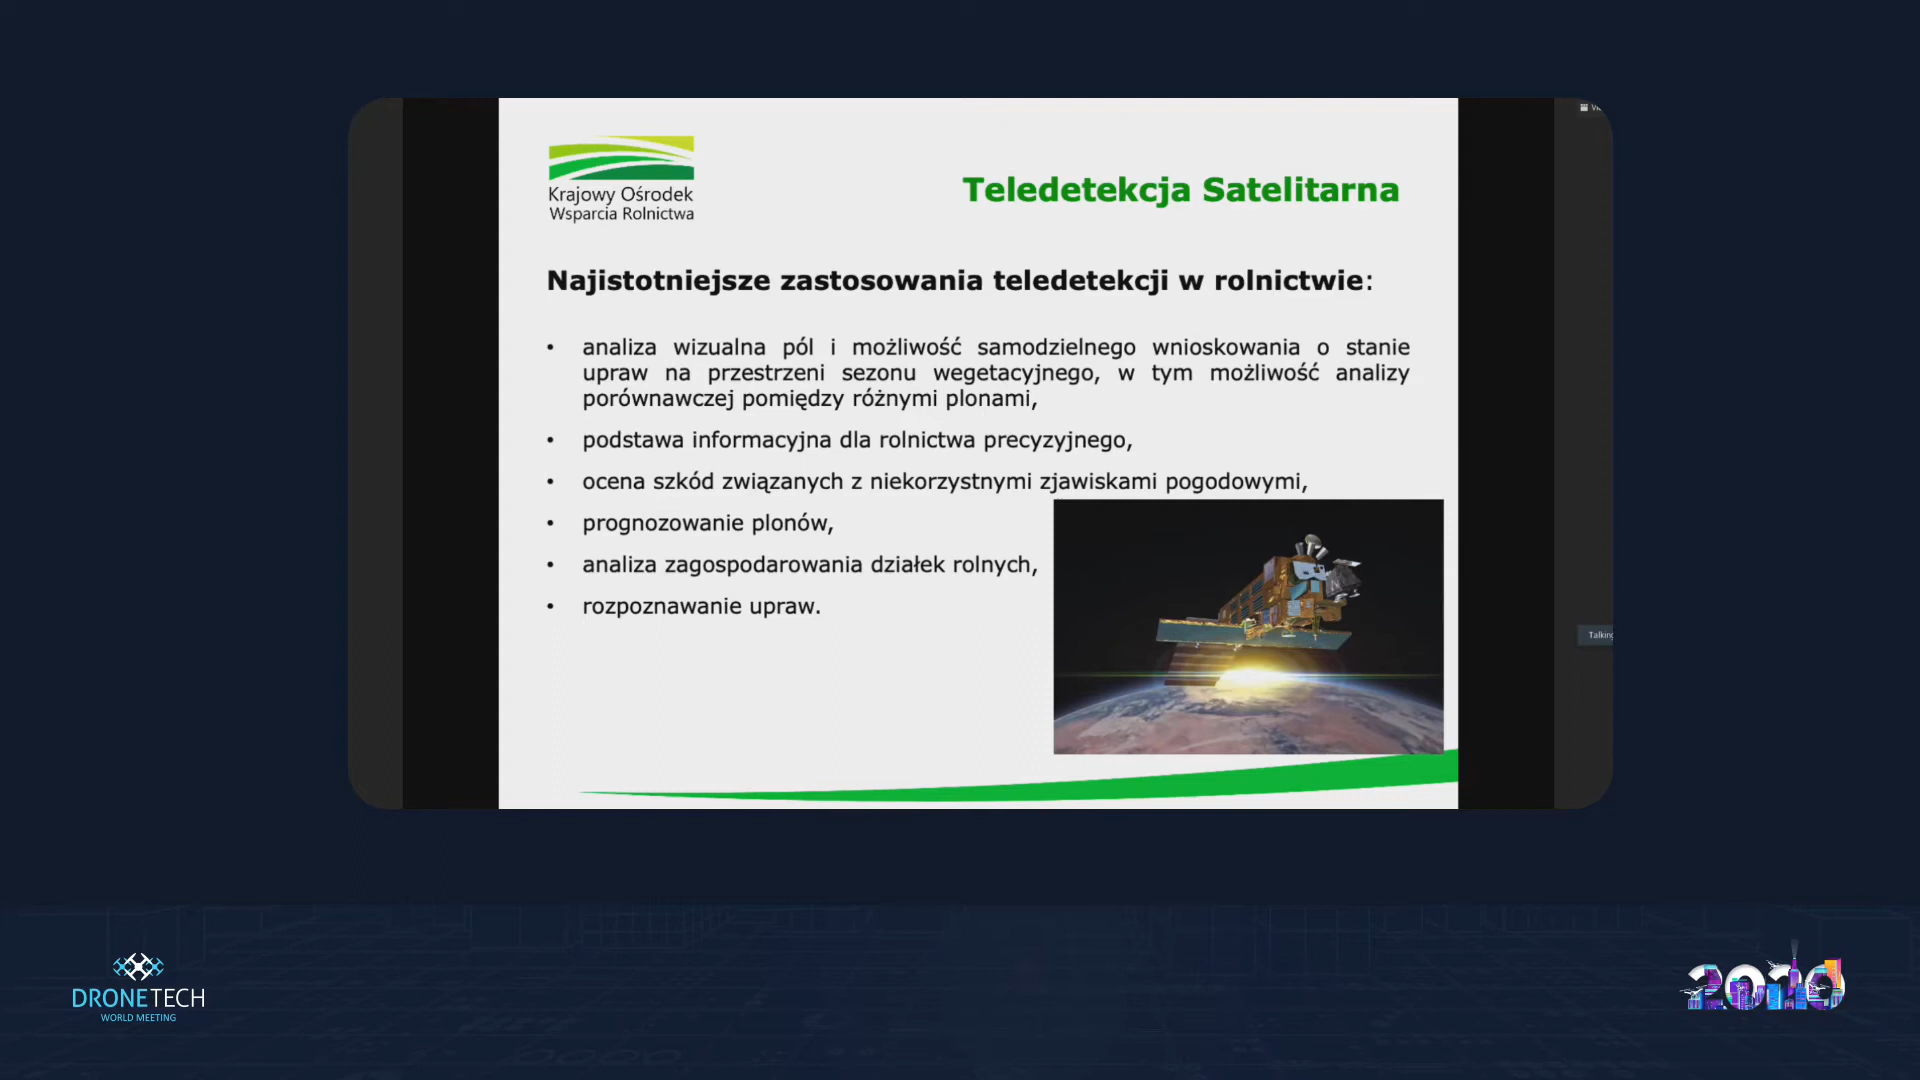 Krajowy Ośrodek
Wsparcia Rolnictwa
Teledetekcja Satelitarna
Najistotniejsze zastosowania teledetekcji w rolnictwie:
• analiza wizualna pól i możliwość samodzielnego wnioskowania o stanie
upraw na przestrzeni sezonu wegetacyjnego, w tym możliwość analizy
porównawczej pomiędzy różnymi plonami,
• podstawa informacyjna dla rolnictwa precyzyjnego,
• ocena szkód związanych z niekorzystnymi zjawiskami pogodowymi,
• prognozowanie plonów,
• analiza zagospodarowania działek rolnych,
• rozpoznawanie upraw.
DRONETECH
WORLD MEETING
2020